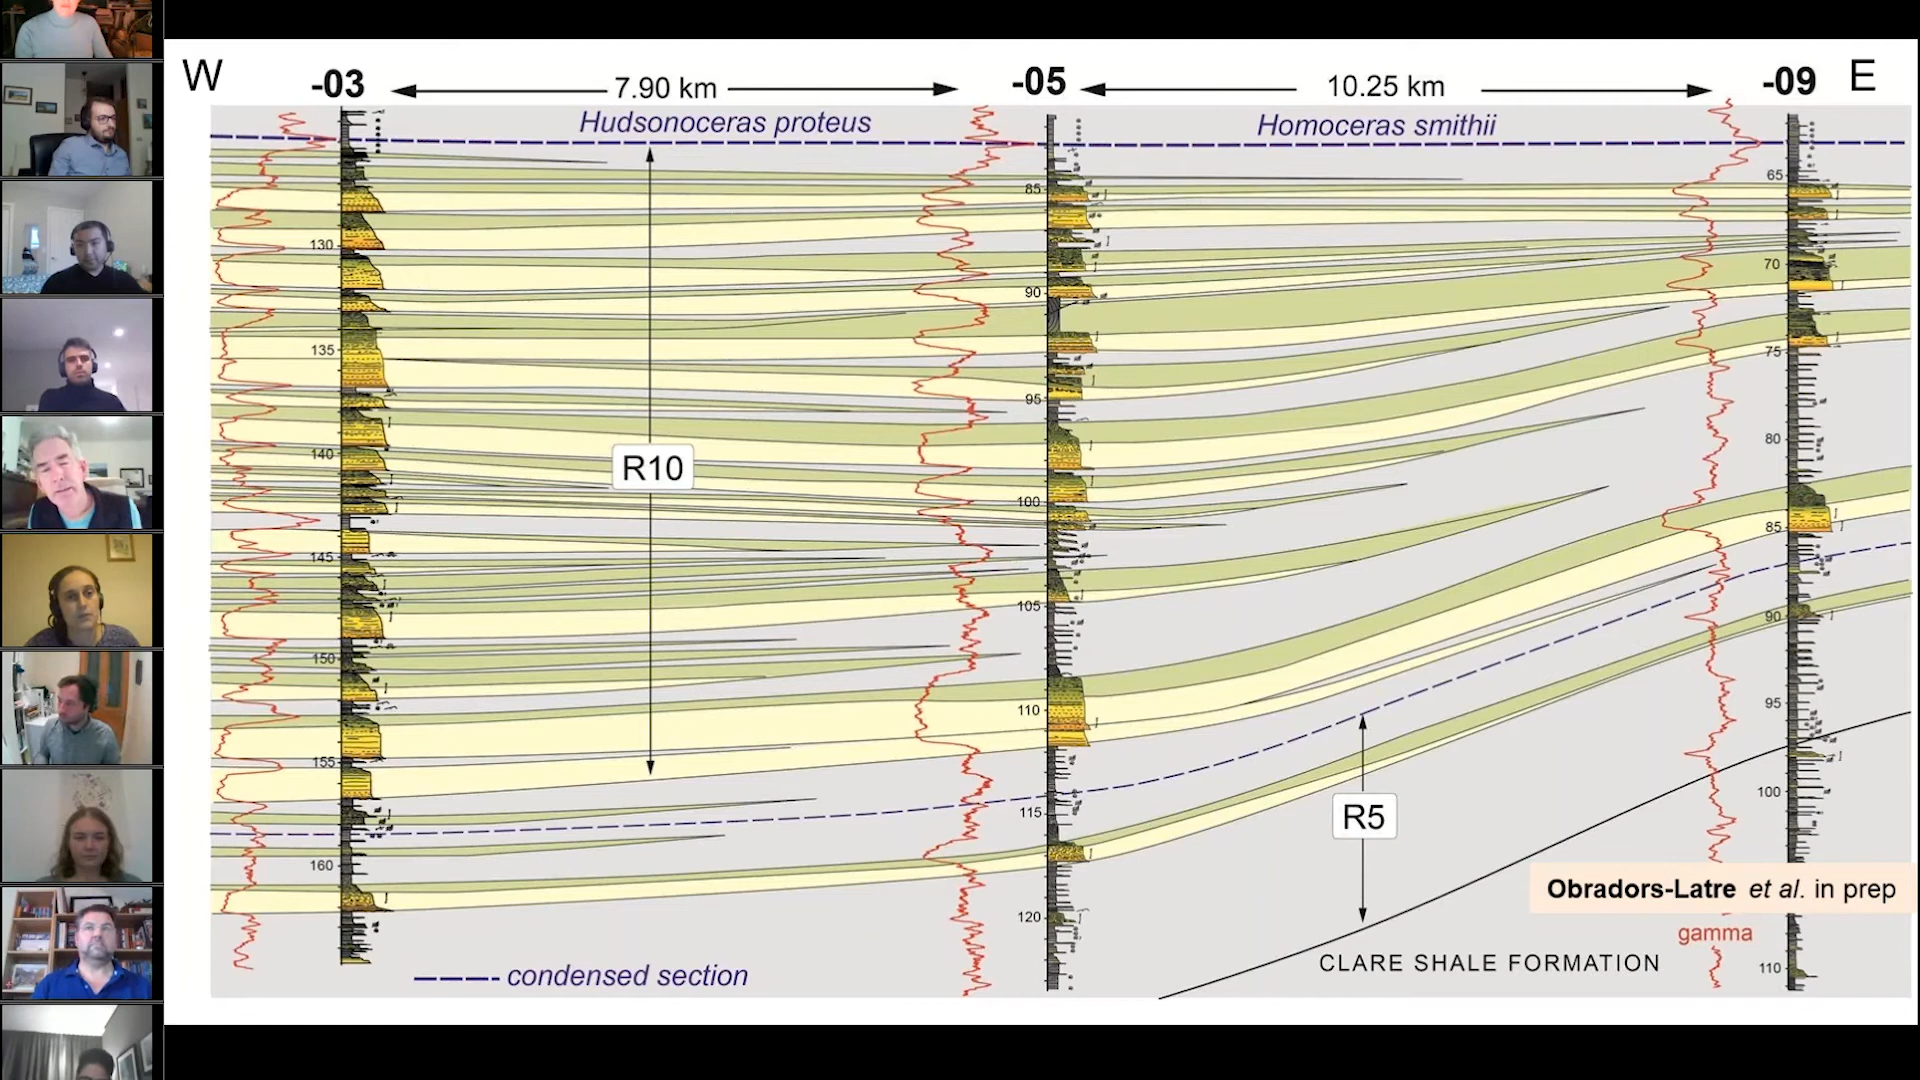 W
-03
7.90 km
-05
10.25 km
-09
E
Hudsonoceras proteus
Homoceras smithii
130
135
140
145
150
155
160
85
90
95
100
105
110
115
120
65
70
75
80
85
90
95
100
110
R10
R5
Obradors-Latre et al. in prep
gamma
CLARE SHALE FORMATION
condensed section